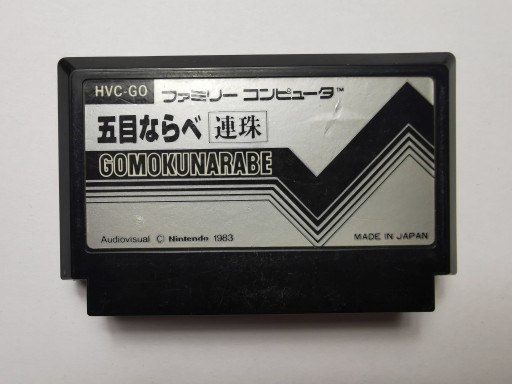 HVC-GO ファミリー コンピュータ™
五目ならべ 連珠
GOMOKUNARABE
Audiovisual © Nintendo 1983 MADE IN JAPAN